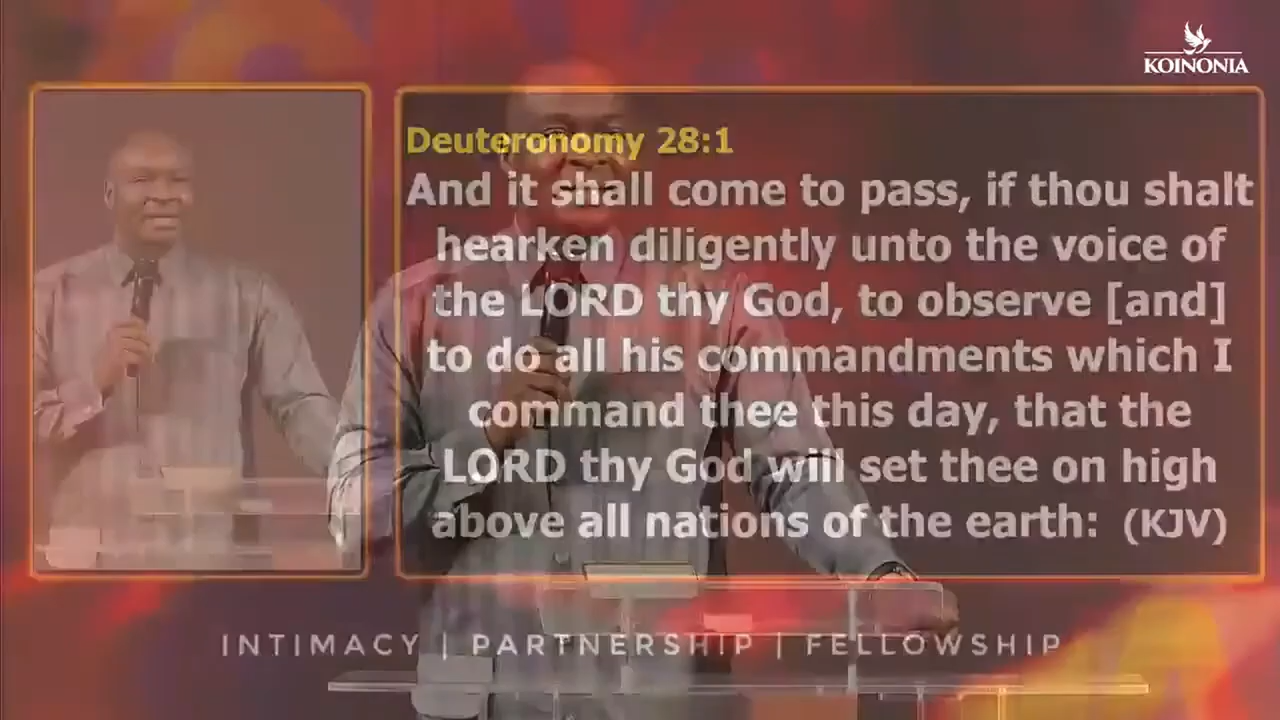 KOINONIA
Deuteronomy 28:1
And it shall come to pass, if thou shalt
hearken diligently unto the voice of
the LORD thy God, to observe [and]
to do all his commandments which I
command thee this day, that the
LORD thy God will set thee on high
above all nations of the earth: (KJV)
INTIMACY | PARTNERSHIP | FELLOWSHIP